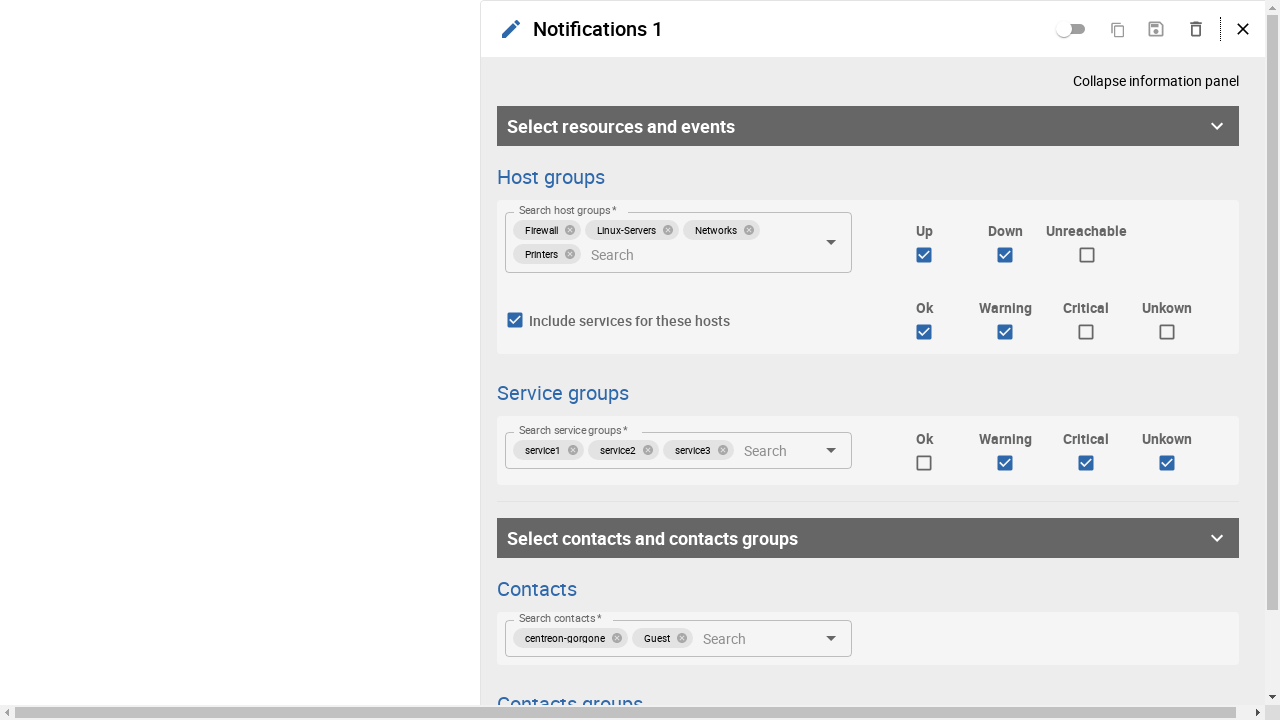 Notifications 1
Collapse information panel
Select resources and events
Host groups
Search host groups *
Firewall Linux-Servers Networks
Printers Search
Up Down Unreachable
Include services for these hosts
Ok Warning Critical Unkown
Service groups
Search service groups *
service1 service2 service3 Search
Ok Warning Critical Unkown
Select contacts and contacts groups
Contacts
Search contacts *
centreon-gorgone Guest Search
Contacts groups